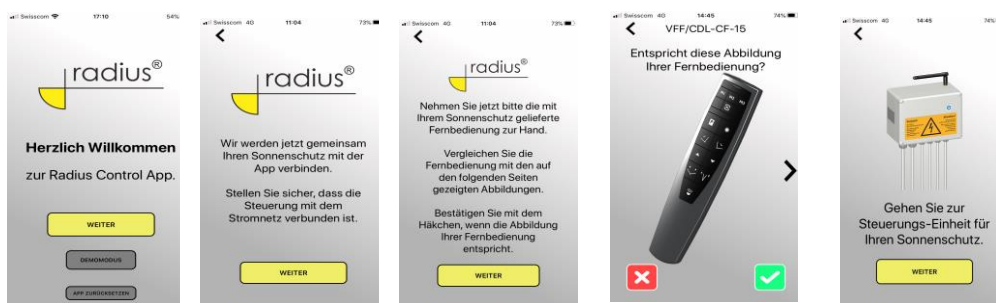 Swisscom
17:10
54%
radius®
Herzlich Willkommen
zur Radius Control App.
WEITER
DEMOMODUS
APP ZURÜCKSETZEN
Swisscom 4G
11:04
73%
radius®
Wir werden jetzt gemeinsam
Ihren Sonnenschutz mit der
App verbinden.
Stellen Sie sicher, dass die
Steuerung mit dem
Stromnetz verbunden ist.
WEITER
Swisscom 4G
11:04
73%
radius®
Nehmen Sie jetzt bitte die mit
Ihrem Sonnenschutz gelieferte
Fernbedienung zur Hand.
Vergleichen Sie die
Fernbedienung mit den auf
den folgenden Seiten
gezeigten Abbildungen.
Bestätigen Sie mit dem
Häkchen, wenn die Abbildung
Ihrer Fernbedienung
entspricht.
WEITER
Swisscom 4G
14:45
74%
VFF/CDL-CF-15
Entspricht diese Abbildung
Ihrer Fernbedienung?
Swisscom 4G
14:45
74%
Gehen Sie zur
Steuerungs-Einheit für
Ihren Sonnenschutz.
WEITER